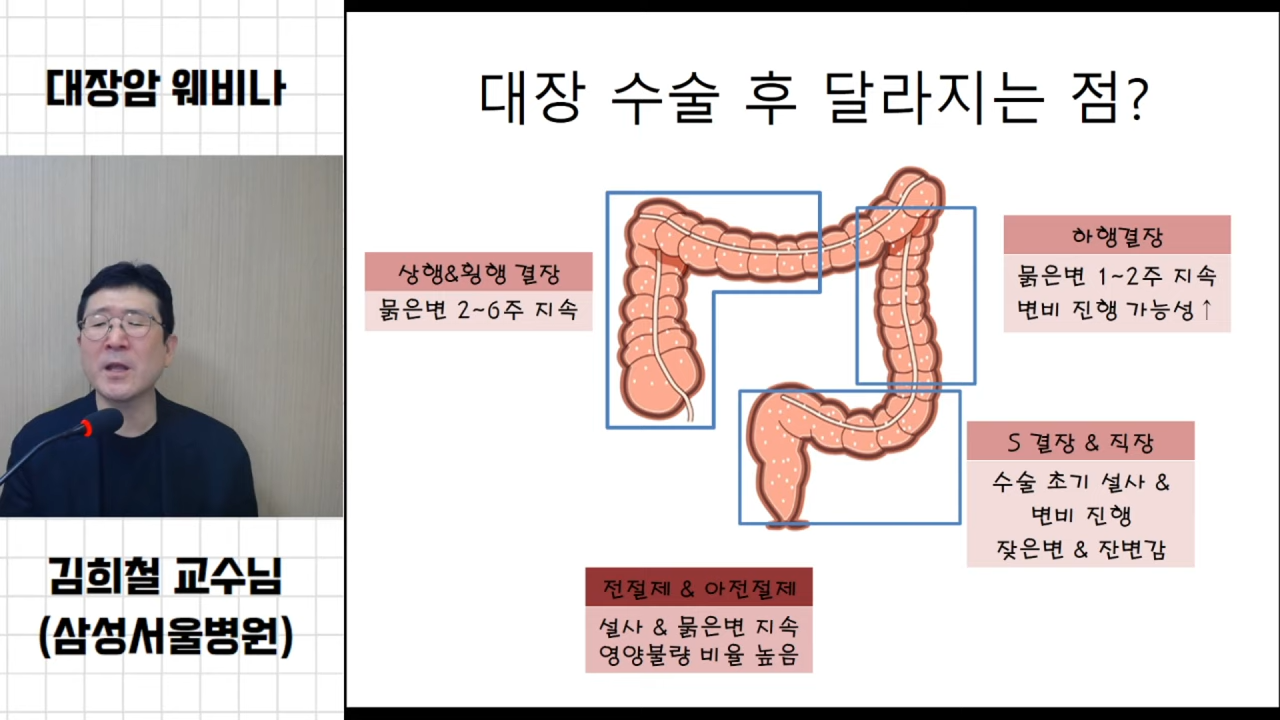 대장암 웨비나
김희철 교수님
(삼성서울병원)
대장 수술 후 달라지는 점?
상행&횡행 결장
묽은변 2~6주 지속
하행결장
묽은변 1~2주 지속
변비 진행 가능성↑
S 결장 & 직장
수술 초기 설사 &
변비 진행
잦은변 & 잔변감
전절제 & 아전절제
설사 & 묽은변 지속
영양불량 비율 높음